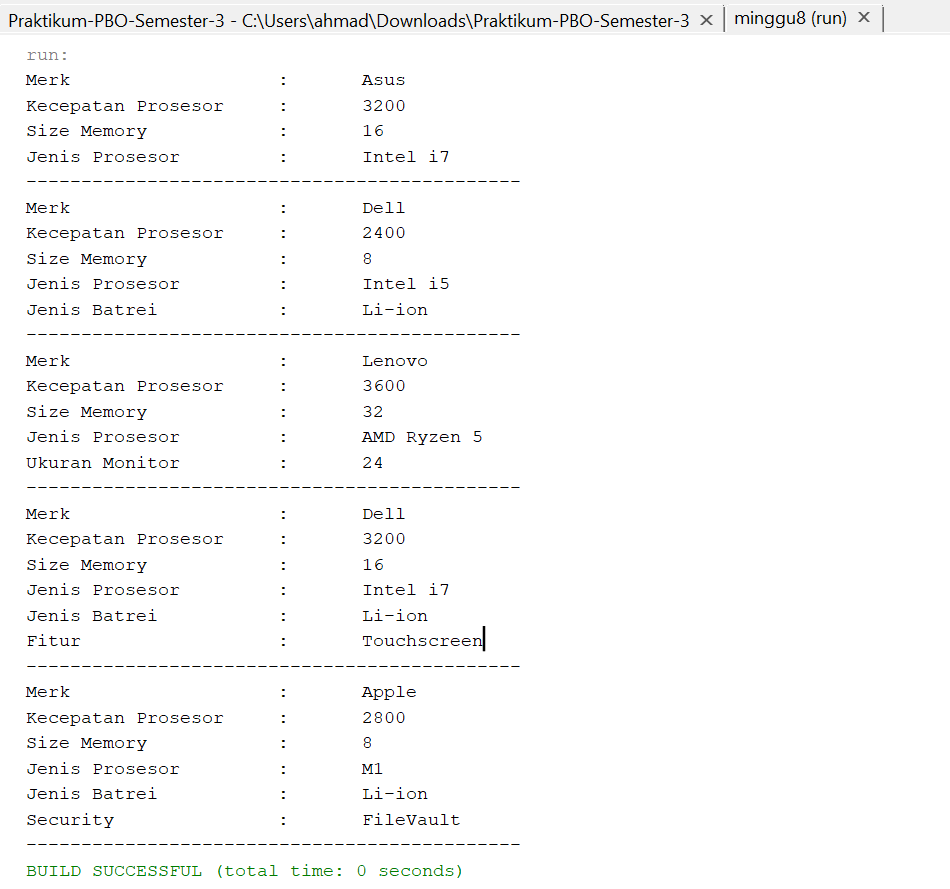 Praktikum-PBO-Semester-3 - C:\Users\ahmad\Downloads\Praktikum-PBO-Semester-3 × minggu8 (run) ×
run:
Merk : Asus
Kecepatan Prosesor : 3200
Size Memory : 16
Jenis Prosesor : Intel i7
---------------------------------------------
Merk : Dell
Kecepatan Prosesor : 2400
Size Memory : 8
Jenis Prosesor : Intel i5
Jenis Batrei : Li-ion
---------------------------------------------
Merk : Lenovo
Kecepatan Prosesor : 3600
Size Memory : 32
Jenis Prosesor : AMD Ryzen 5
Ukuran Monitor : 24
---------------------------------------------
Merk : Dell
Kecepatan Prosesor : 3200
Size Memory : 16
Jenis Prosesor : Intel i7
Jenis Batrei : Li-ion
Fitur : Touchscreen
---------------------------------------------
Merk : Apple
Kecepatan Prosesor : 2800
Size Memory : 8
Jenis Prosesor : M1
Jenis Batrei : Li-ion
Security : FileVault
---------------------------------------------
BUILD SUCCESSFUL (total time: 0 seconds)